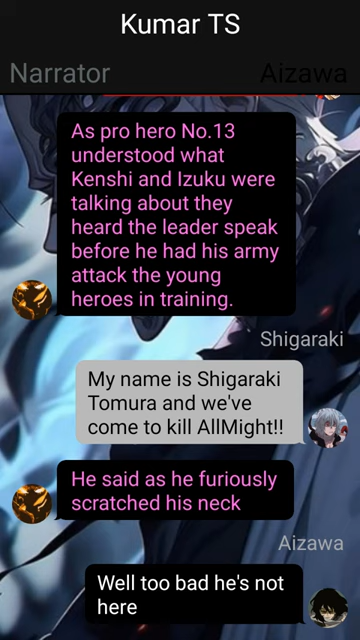 Kumar TS
Narrator
Aizawa
As pro hero No.13
understood what
Kenshi and Izuku were
talking about they
heard the leader speak
before he had his army
attack the young
heroes in training.
Shigaraki
My name is Shigaraki
Tomura and we've
come to kill AllMight!!
He said as he furiously
scratched his neck
Aizawa
Well too bad he's not
here